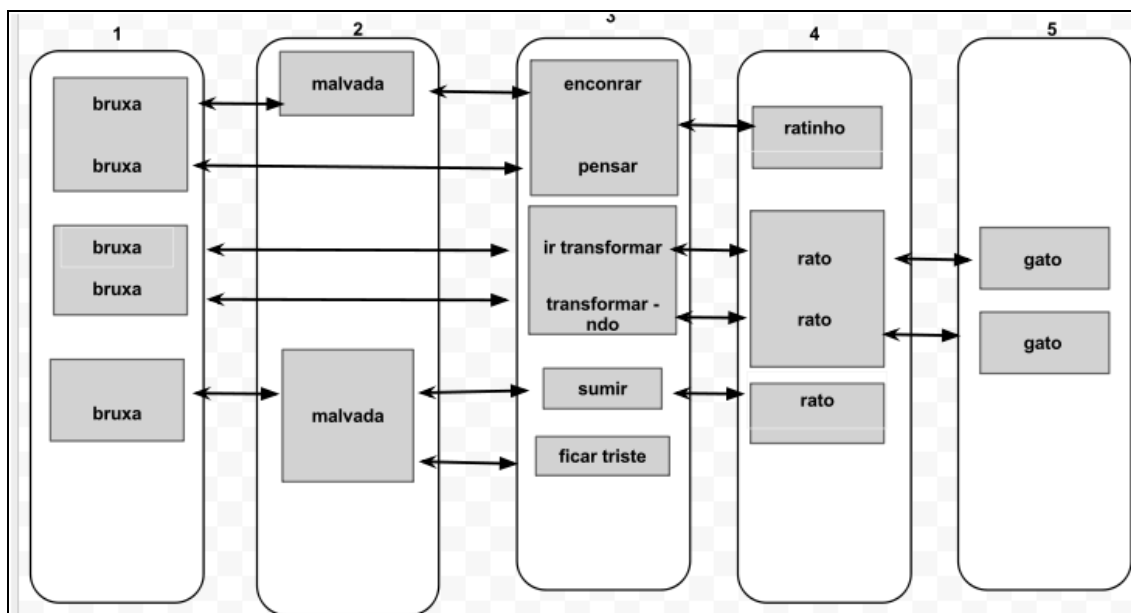 1 2 3 4 5
bruxa malvada enconrar ratinho
bruxa pensar
bruxa ir transformar rato gato
bruxa transformar -
ndo rato gato
bruxa malvada sumir rato
ficar triste